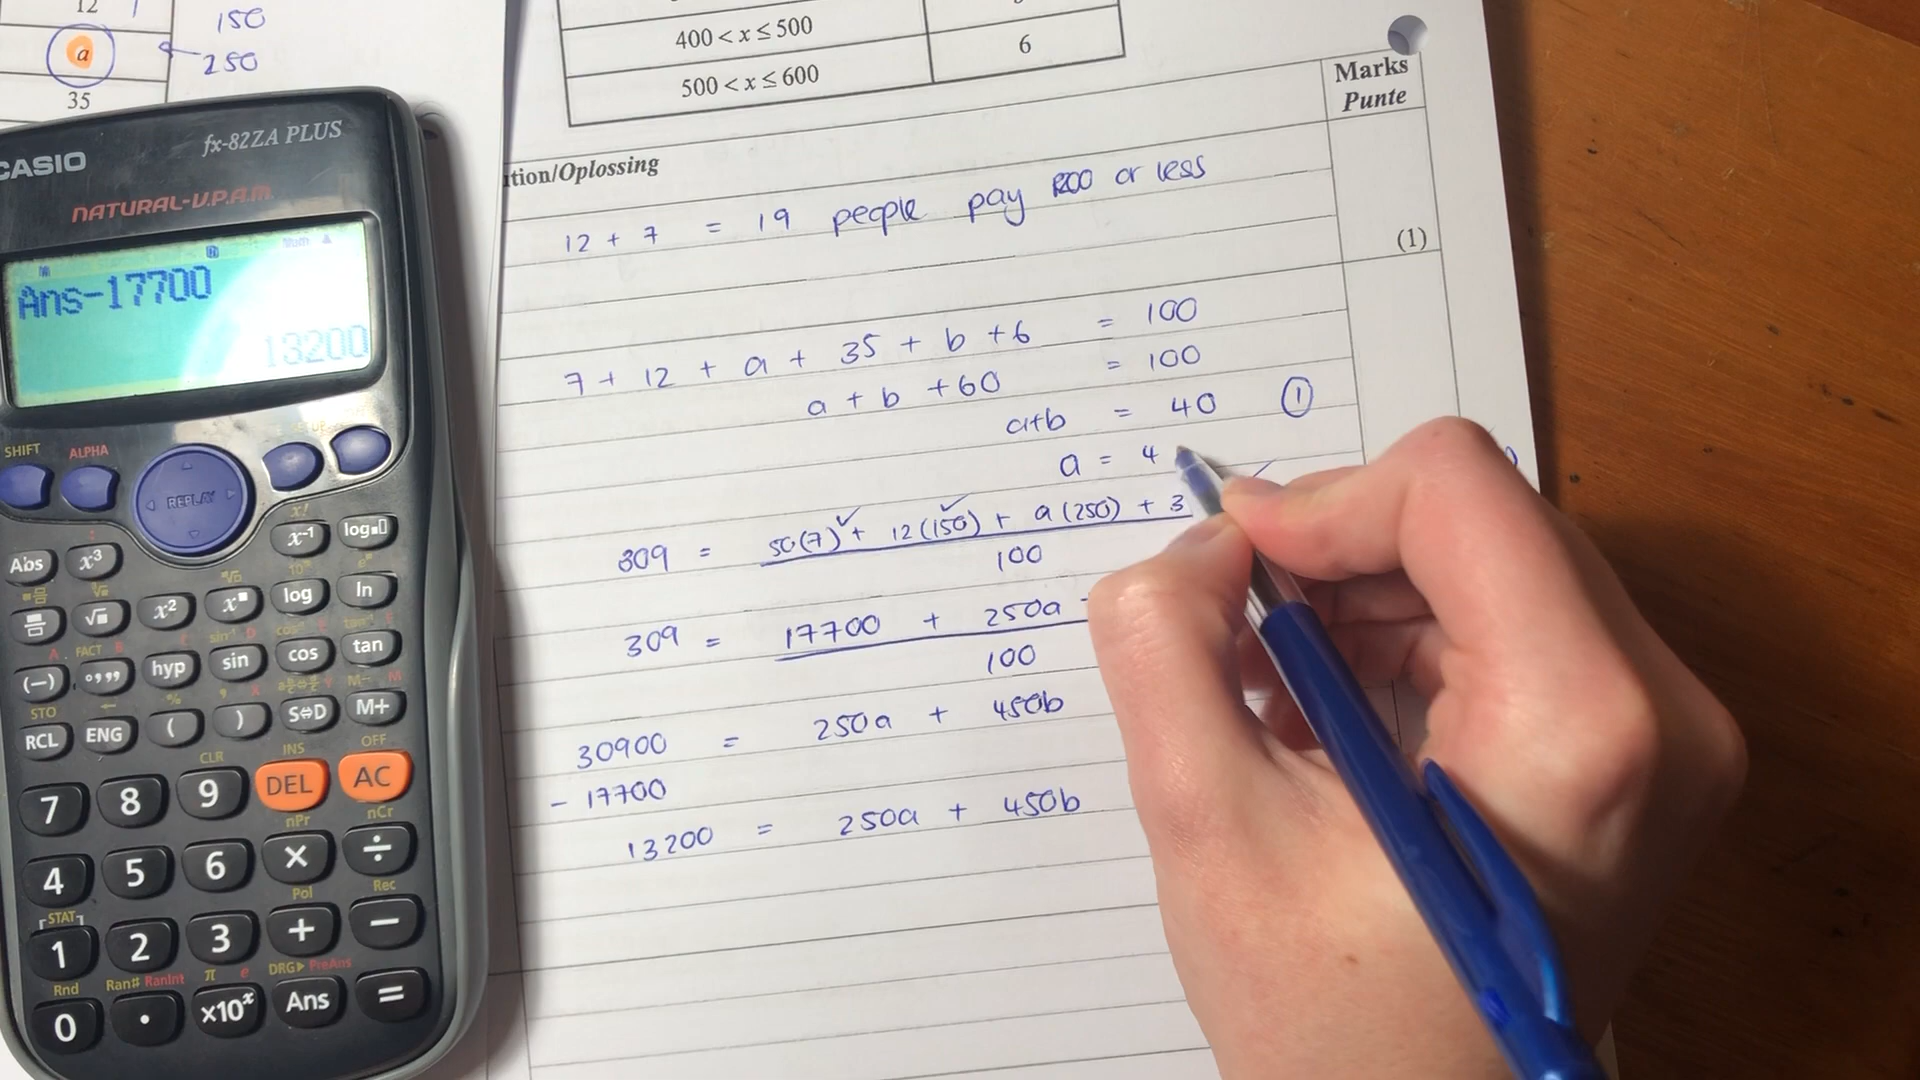 12
150
a
250
35
400 < x ≤ 500
500 < x ≤ 600
6
Marks
Punte
tion/Oplossing
12 + 7 = 19 people pay R200 or less
(1)
7 + 12 + a + 35 + b + 6 = 100
a + b + 60 = 100
a+b = 40 ①
a = 4
309 = 50(7) + 12(150) + a(250) + 3
100
309 = 17700 + 250a
100
30900 = 250a + 450b
- 17700
13200 = 250a + 450b
CASIO
fx-82ZA PLUS
NATURAL-V.P.A.M.
Ans-17700
13200
SHIFT ALPHA
REPLAY
x! 
Abs x³ x⁻¹ log
√ x² x log ln
(−) °,,, hyp sin cos tan
STO CLR INS OFF
RCL ENG ( ) S⇔D M+
7 8 9 DEL AC
nPr nCr
4 5 6 × ÷
STAT Pol Rec
1 2 3 + −
Rnd Ran# RanInt π e DRG▶ PreAns
0 . ×10ˣ Ans =